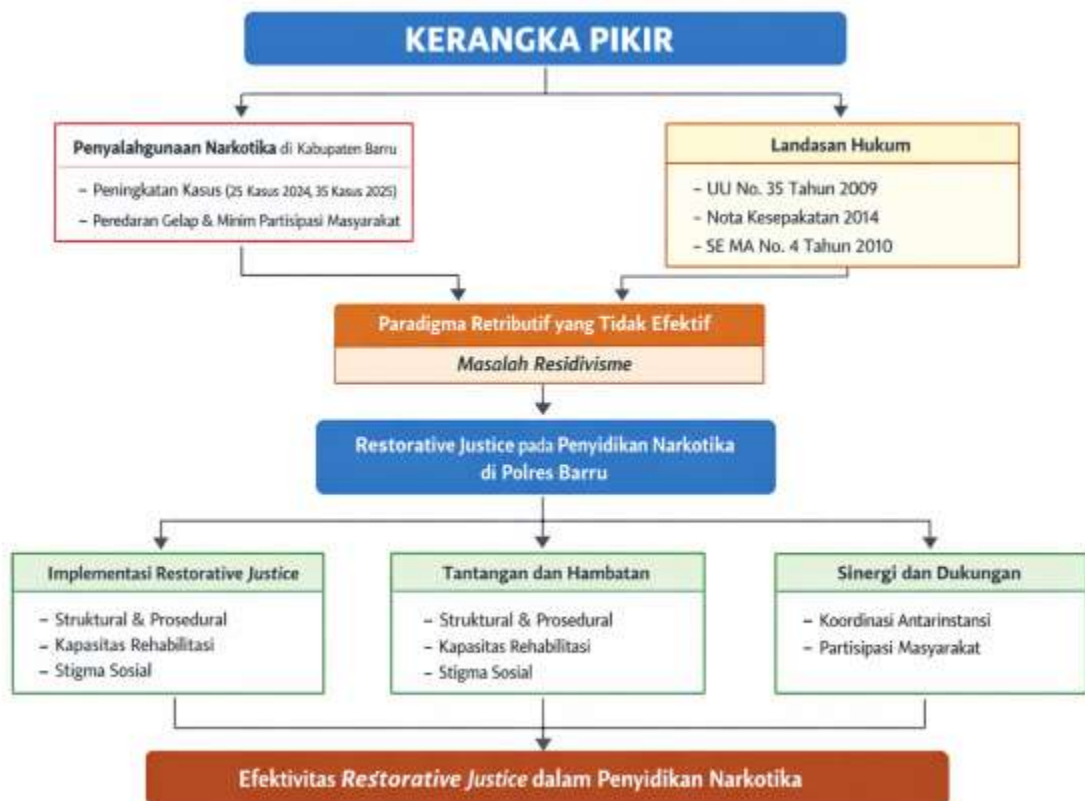 KERANGKA PIKIR
Penyalahgunaan Narkotika di Kabupaten Barru
– Peningkatan Kasus (25 Kasus 2024, 35 Kasus 2025)
– Peredaran Gelap & Minim Partisipasi Masyarakat
Landasan Hukum
– UU No. 35 Tahun 2009
– Nota Kesepakatan 2014
– SE MA No. 4 Tahun 2010
Paradigma Retributif yang Tidak Efektif
Masalah Residivisme
Restorative Justice pada Penyidikan Narkotika
di Polres Barru
Implementasi Restorative Justice
– Struktural & Prosedural
– Kapasitas Rehabilitasi
– Stigma Sosial
Tantangan dan Hambatan
– Struktural & Prosedural
– Kapasitas Rehabilitasi
– Stigma Sosial
Sinergi dan Dukungan
– Koordinasi Antarinstansi
– Partisipasi Masyarakat
Efektivitas Restorative Justice dalam Penyidikan Narkotika